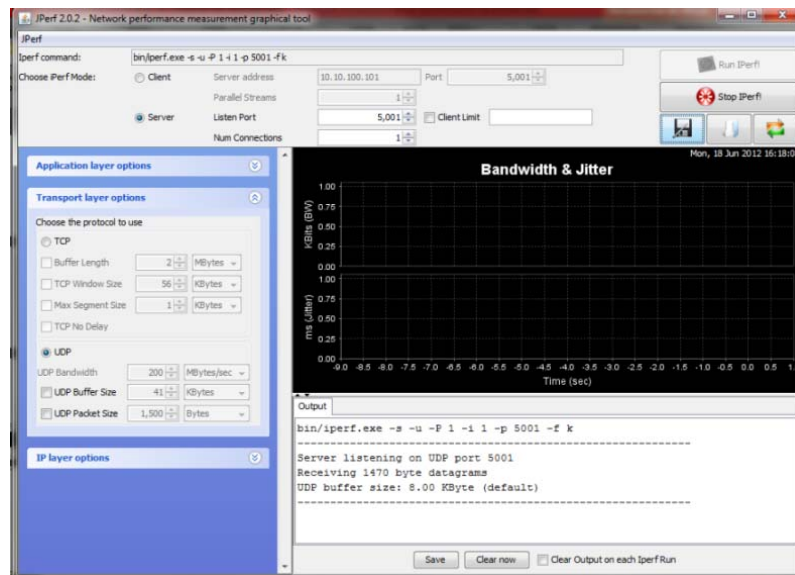 JPerf 2.0.2 - Network performance measurement graphical tool
JPerf
Iperf command: bin/iperf.exe -s -u -P 1 -i 1 -p 5001 -f k
Choose iPerf Mode: Client Server address 10.10.100.101 Port 5,001
Parallel Streams 1
Server Listen Port 5,001 Client Limit
Num Connections 1
Run IPerf!
Stop IPerf!
Application layer options
Transport layer options
Choose the protocol to use
TCP
Buffer Length 2 MBytes
TCP Window Size 56 KBytes
Max Segment Size 1 KBytes
TCP No Delay
UDP
UDP Bandwidth 200 MBytes/sec
UDP Buffer Size 41 KBytes
UDP Packet Size 1,500 Bytes
IP layer options
Mon, 18 Jun 2012 16:18:0
Bandwidth & Jitter
KBits (BW)
1.00
0.75
0.50
0.25
0.00
ms (Jitter)
1.00
0.75
0.50
0.25
0.00
-9.0 -8.5 -8.0 -7.5 -7.0 -6.5 -6.0 -5.5 -5.0 -4.5 -4.0 -3.5 -3.0 -2.5 -2.0 -1.5 -1.0 -0.5 0.0 0.5 1.
Time (sec)
Output
bin/iperf.exe -s -u -P 1 -i 1 -p 5001 -f k
------------------------------------------------------------
Server listening on UDP port 5001
Receiving 1470 byte datagrams
UDP buffer size: 8.00 KByte (default)
------------------------------------------------------------
Save Clear now Clear Output on each Iperf Run